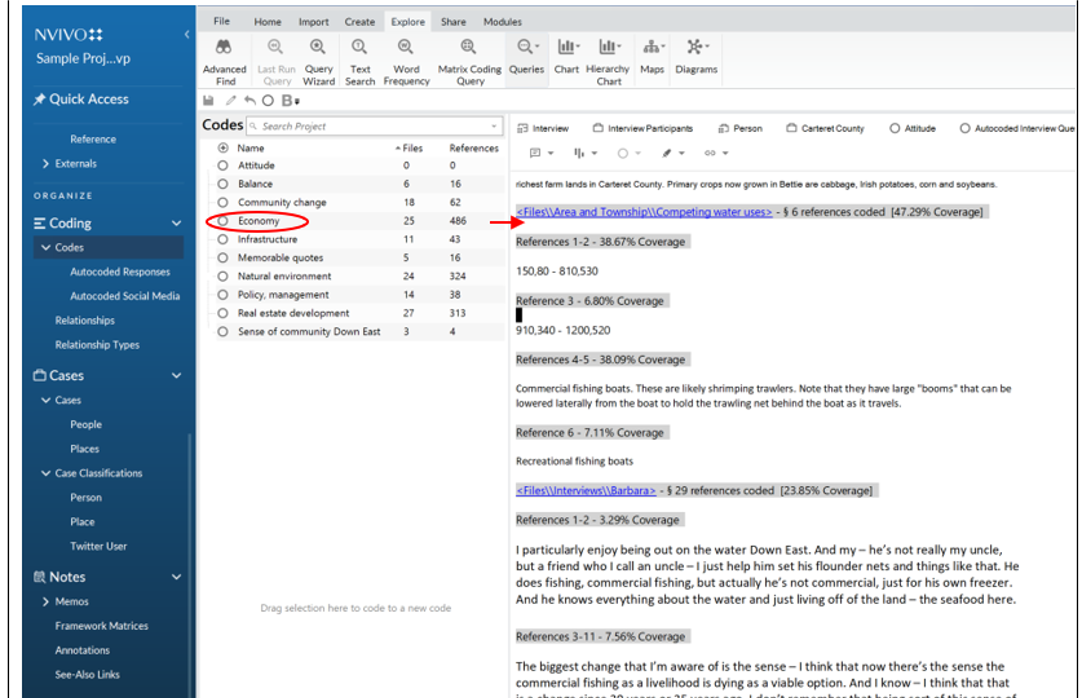 NVIVO
Sample Proj...vp
Quick Access
Reference
Externals
ORGANIZE
Coding
Codes
Autocoded Responses
Autocoded Social Media
Relationships
Relationship Types
Cases
Cases
People
Places
Case Classifications
Person
Place
Twitter User
Notes
Memos
Framework Matrices
Annotations
See-Also Links
File Home Import Create Explore Share Modules
Advanced Find
Last Run Query
Query Wizard
Text Search
Word Frequency
Matrix Coding Query
Queries
Chart
Hierarchy Chart
Maps
Diagrams
Codes Search Project
Name Files References
Attitude 0 0
Balance 6 16
Community change 18 62
Economy 25 486
Infrastructure 11 43
Memorable quotes 5 16
Natural environment 24 324
Policy, management 14 38
Real estate development 27 313
Sense of community Down East 3 4
Drag selection here to code to a new code
Interview Interview Participants Person Carteret County Attitude Autocoded Interview Que
richest farm lands in Carteret County. Primary crops now grown in Bettie are cabbage, Irish potatoes, corn and soybeans.
<Files\\Area and Township\\Competing water uses> - § 6 references coded [47.29% Coverage]
References 1-2 - 38.67% Coverage
150,80 - 810,530
Reference 3 - 6.80% Coverage
910,340 - 1200,520
References 4-5 - 38.09% Coverage
Commercial fishing boats. These are likely shrimping trawlers. Note that they have large "booms" that can be
lowered laterally from the boat to hold the trawling net behind the boat as it travels.
Reference 6 - 7.11% Coverage
Recreational fishing boats
<Files\\Interviews\\Barbara> - § 29 references coded [23.85% Coverage]
References 1-2 - 3.29% Coverage
I particularly enjoy being out on the water Down East. And my – he's not really my uncle,
but a friend who I call an uncle – I just help him set his flounder nets and things like that. He
does fishing, commercial fishing, but actually he's not commercial, just for his own freezer.
And he knows everything about the water and just living off of the land – the seafood here.
References 3-11 - 7.56% Coverage
The biggest change that I'm aware of is the sense – I think that now there's the sense the
commercial fishing as a livelihood is dying as a viable option. And I know – I think that that